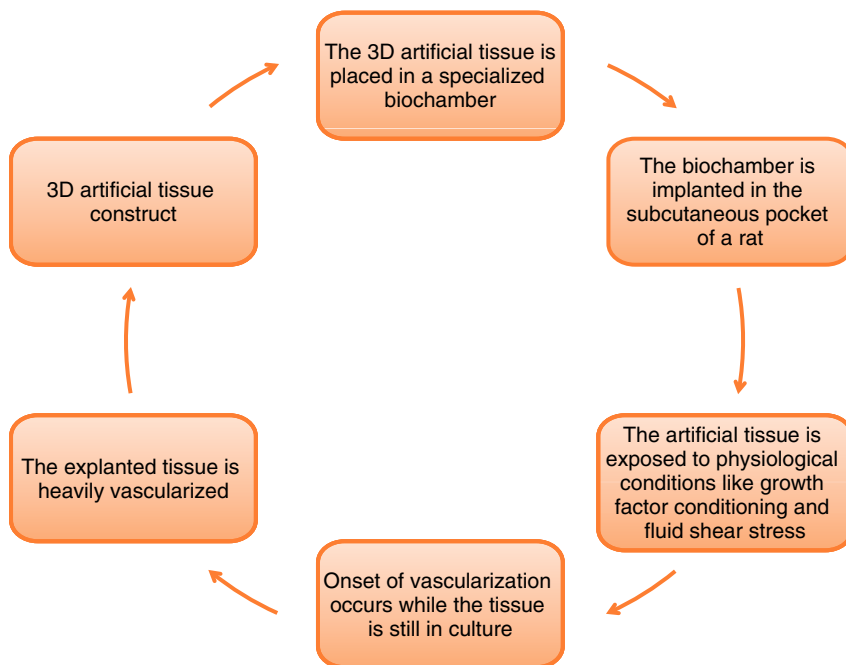 The 3D artificial tissue is
placed in a specialized
biochamber
The biochamber is
implanted in the
subcutaneous pocket
of a rat
The artificial tissue is
exposed to physiological
conditions like growth
factor conditioning and
fluid shear stress
Onset of vascularization
occurs while the tissue
is still in culture
The explanted tissue is
heavily vascularized
3D artificial tissue
construct